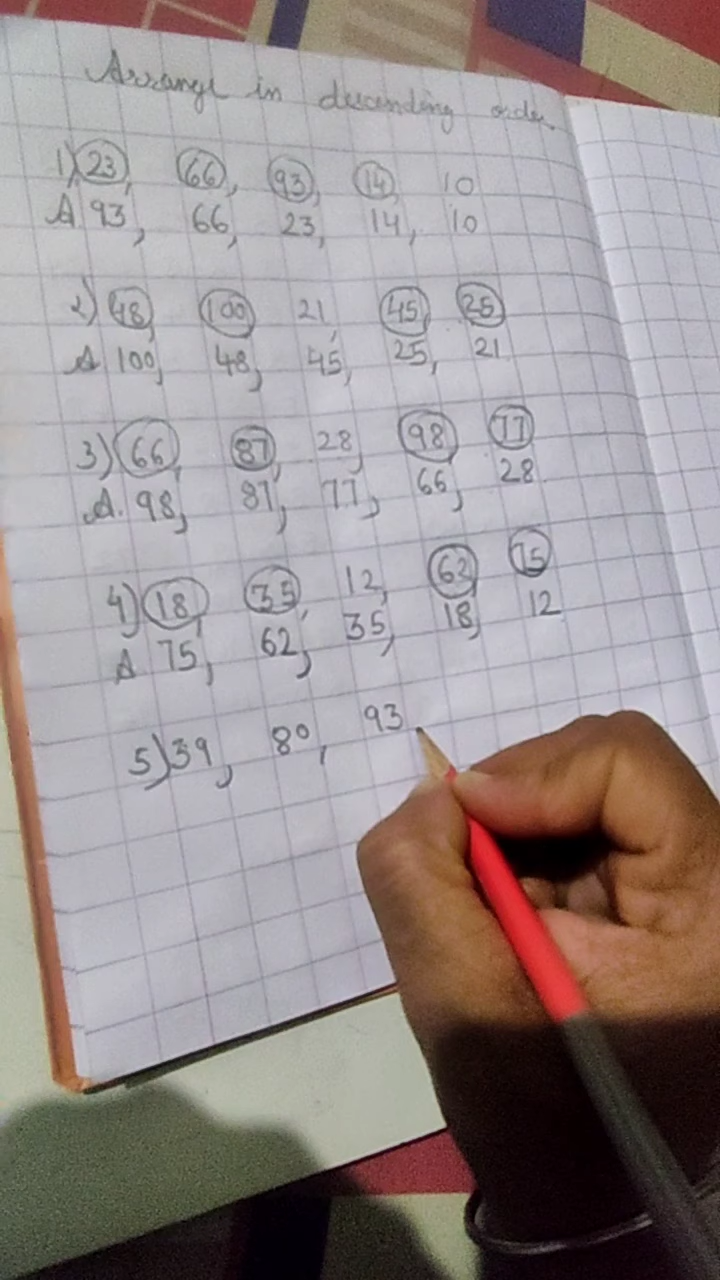 Arrange in descending order
1) 23, 66, 93, 14, 10
A 93, 66, 23, 14, 10
2) 48, 100, 21, 45, 25
A 100, 48, 45, 25, 21
3) 66, 87, 28, 98, 77
A. 98, 87, 77, 66, 28
4) 18, 35, 12, 62, 75
A 75, 62, 35, 18, 12
5) 39, 80, 93,